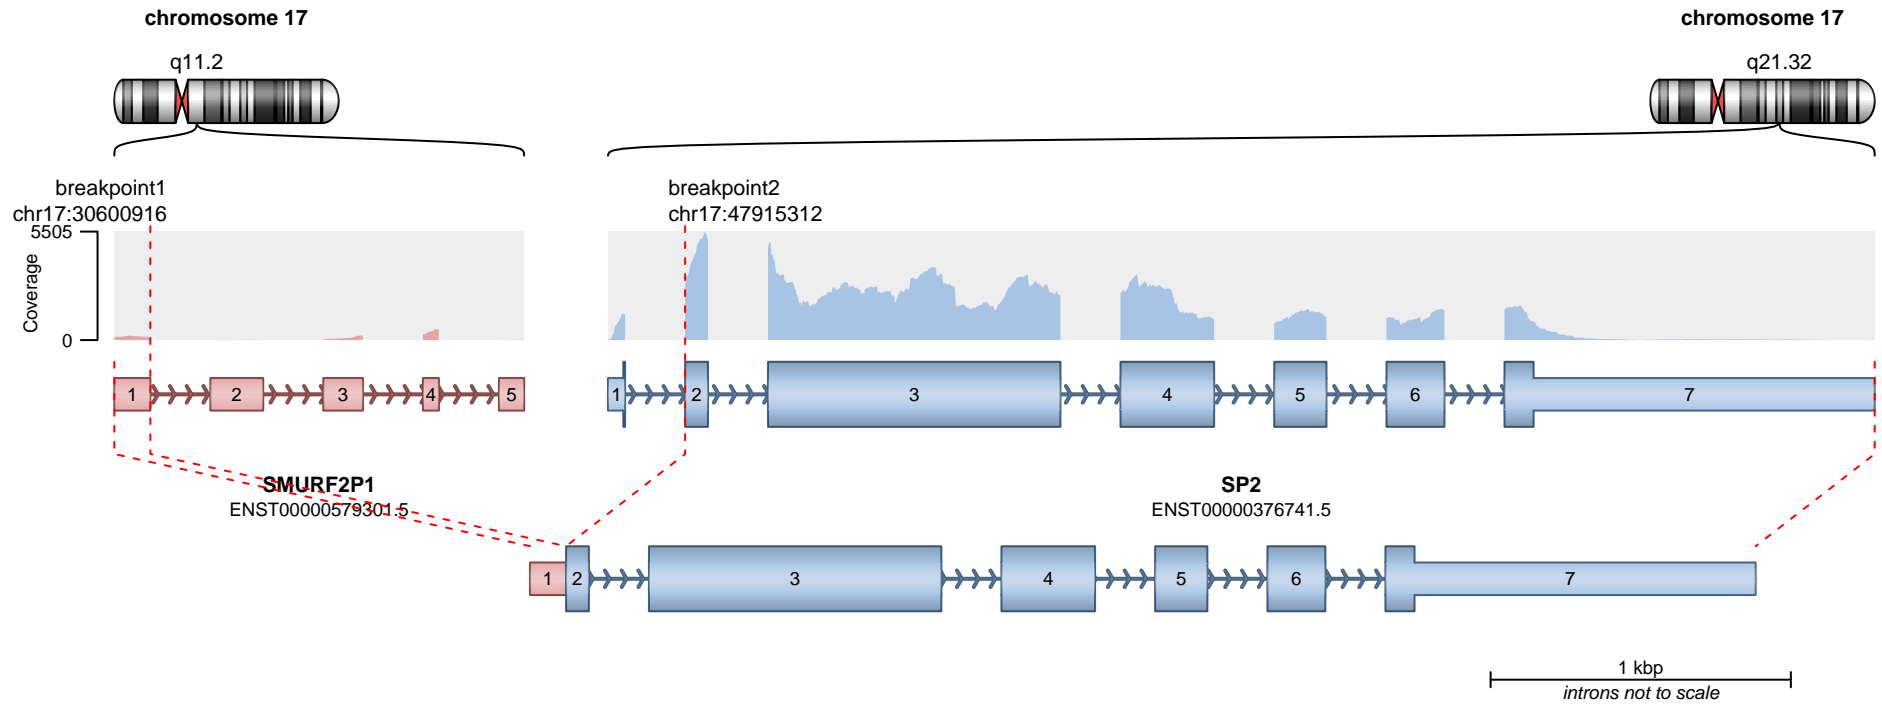 chromosome 17
chromosome 17
q11.2
q21.32
breakpoint1
chr17:30600916
breakpoint2
chr17:47915312
5505
Coverage
0
1 2 3 4 5
1 2 3 4 5 6 7
SMURF2P1
ENST00000579301.5
SP2
ENST00000376741.5
1 2 3 4 5 6 7
1 kbp
introns not to scale